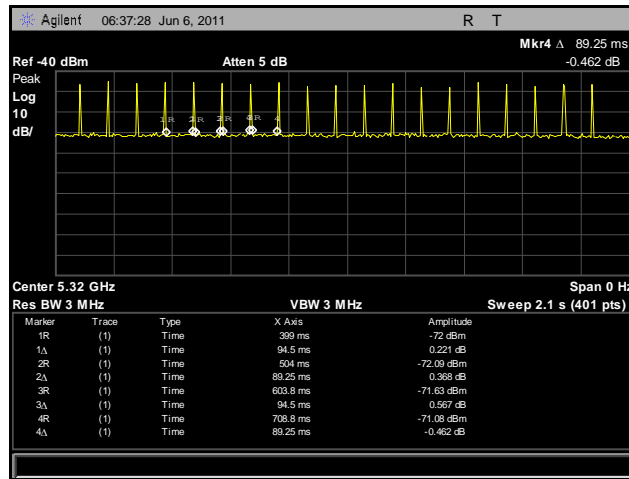 Agilent 06:37:28 Jun 6, 2011 R T
Mkr4 Δ 89.25 ms
Ref -40 dBm Atten 5 dB -0.462 dB
Peak
Log
10
dB/
1R 2R 3R 4R 4
Center 5.32 GHz Span 0 Hz
Res BW 3 MHz VBW 3 MHz Sweep 2.1 s (401 pts)
Marker Trace Type X Axis Amplitude
1R (1) Time 399 ms -72 dBm
1Δ (1) Time 94.5 ms 0.221 dB
2R (1) Time 504 ms -72.09 dBm
2Δ (1) Time 89.25 ms 0.368 dB
3R (1) Time 603.8 ms -71.63 dBm
3Δ (1) Time 94.5 ms 0.567 dB
4R (1) Time 708.8 ms -71.08 dBm
4Δ (1) Time 89.25 ms -0.462 dB